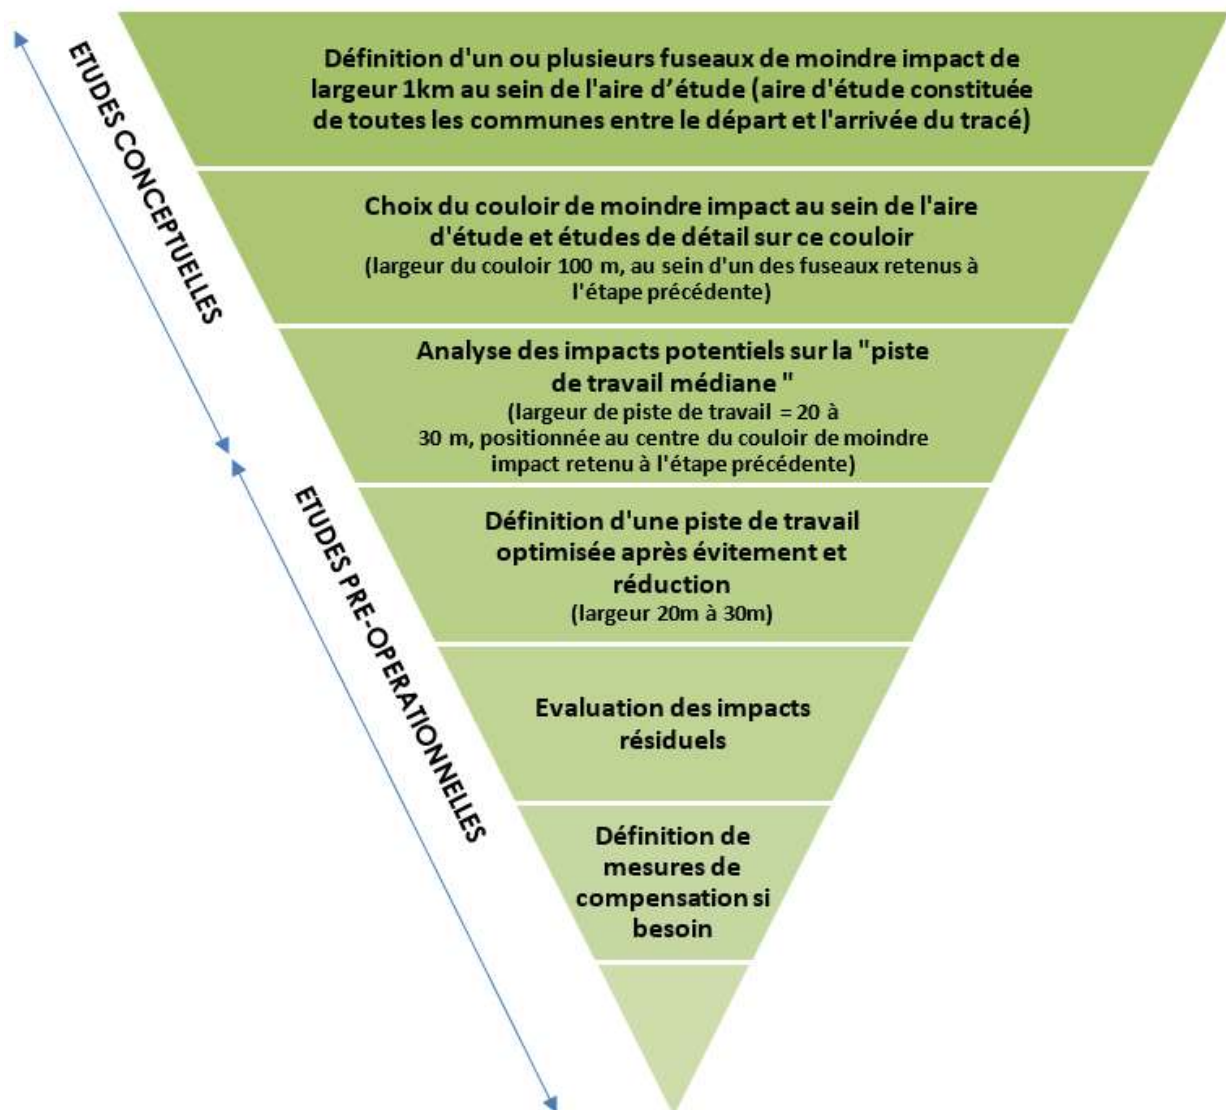 ETUDES CONCEPTUELLES
Définition d'un ou plusieurs fuseaux de moindre impact de
largeur 1km au sein de l'aire d’étude (aire d'étude constituée
de toutes les communes entre le départ et l'arrivée du tracé)
Choix du couloir de moindre impact au sein de l'aire
d'étude et études de détail sur ce couloir
(largeur du couloir 100 m, au sein d'un des fuseaux retenus à
l'étape précédente)
Analyse des impacts potentiels sur la "piste
de travail médiane "
(largeur de piste de travail = 20 à
30 m, positionnée au centre du couloir de moindre
impact retenu à l'étape précédente)
ETUDES PRE-OPERATIONNELLES
Définition d'une piste de travail
optimisée après évitement et
réduction
(largeur 20m à 30m)
Evaluation des impacts
résiduels
Définition de
mesures de
compensation si
besoin